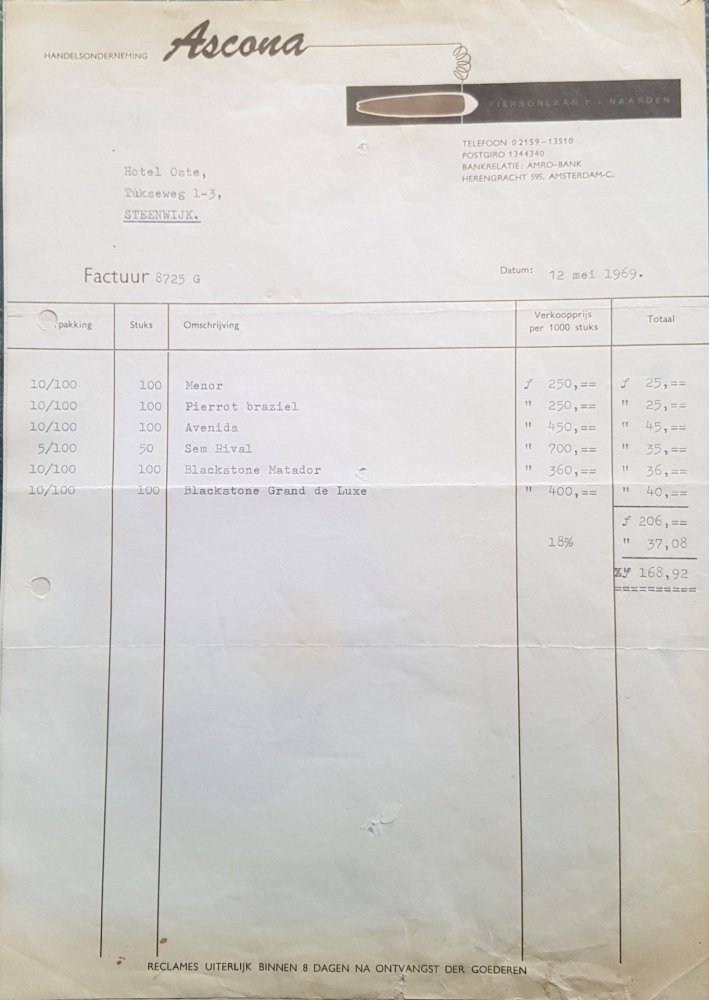 HANDELSONDERNEMING Ascona
PIERSONLAAN 1 - NAARDEN
TELEFOON 02159-13510
POSTGIRO 1344340
BANKRELATIE: AMRO-BANK
HERENGRACHT 595, AMSTERDAM-C.
Hotel Oste,
Tukseweg 1-3,
STEENWIJK.
Factuur 8725 G
Datum: 12 mei 1969.
pakking Stuks Omschrijving Verkoopprijs per 1000 stuks Totaal
10/100 100 Menor ƒ 250,== ƒ 25,==
10/100 100 Pierrot braziel " 250,== " 25,==
10/100 100 Avenida " 450,== " 45,==
5/100 50 Sem Rival " 700,== " 35,==
10/100 100 Blackstone Matador " 360,== " 36,==
10/100 100 Blackstone Grand de Luxe " 400,== " 40,==
ƒ 206,==
18% " 37,08
168,92
==========
RECLAMES UITERLIJK BINNEN 8 DAGEN NA ONTVANGST DER GOEDEREN